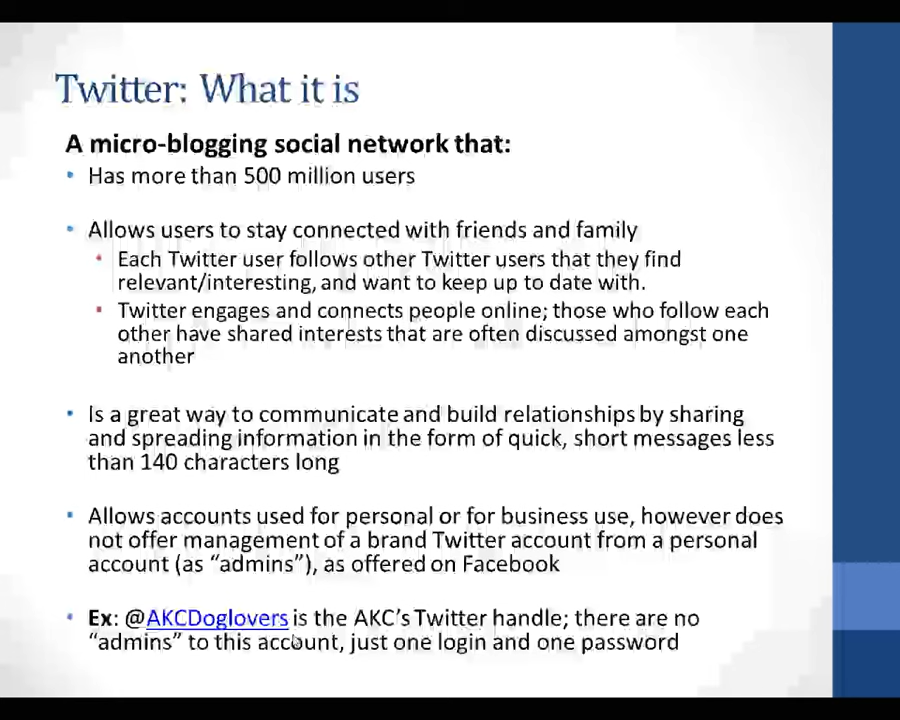 Twitter: What it is
A micro-blogging social network that:
• Has more than 500 million users
• Allows users to stay connected with friends and family
▪ Each Twitter user follows other Twitter users that they find
relevant/interesting, and want to keep up to date with.
▪ Twitter engages and connects people online; those who follow each
other have shared interests that are often discussed amongst one
another
• Is a great way to communicate and build relationships by sharing
and spreading information in the form of quick, short messages less
than 140 characters long
• Allows accounts used for personal or for business use, however does
not offer management of a brand Twitter account from a personal
account (as “admins”), as offered on Facebook
• Ex: @AKCDoglovers is the AKC’s Twitter handle; there are no
“admins” to this account, just one login and one password